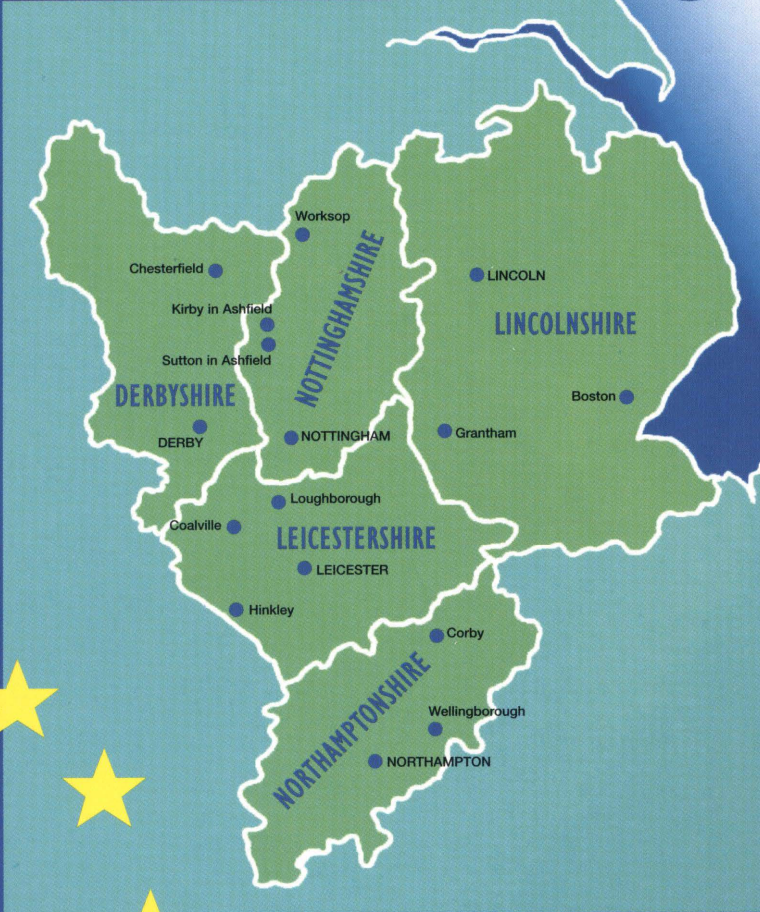 Worksop
Chesterfield
NOTTINGHAMSHIRE
LINCOLN
Kirby in Ashfield
LINCOLNSHIRE
Sutton in Ashfield
DERBYSHIRE
Boston
DERBY
NOTTINGHAM
Grantham
Loughborough
Coalville
LEICESTERSHIRE
LEICESTER
Hinkley
Corby
NORTHAMPTONSHIRE
Wellingborough
NORTHAMPTON